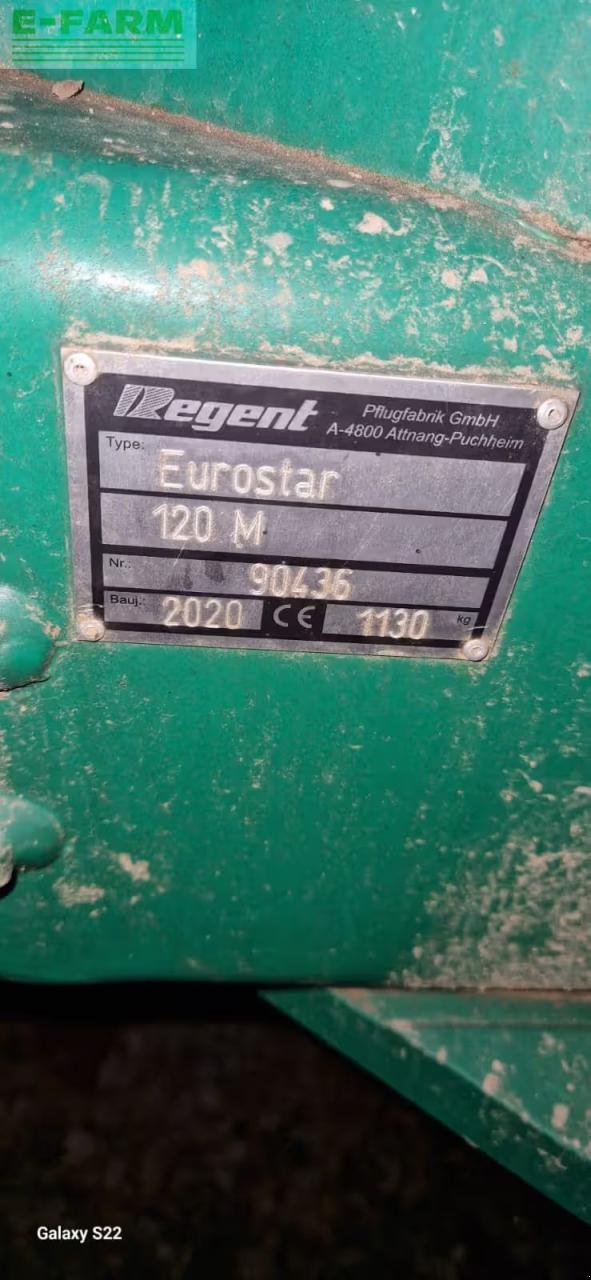 E-FARM
Regent Pflugfabrik GmbH
A-4800 Attnang-Puchheim
Type: Eurostar
120 M
Nr.: 90436
Bauj.: 2020 CE 1130 kg
Galaxy S22